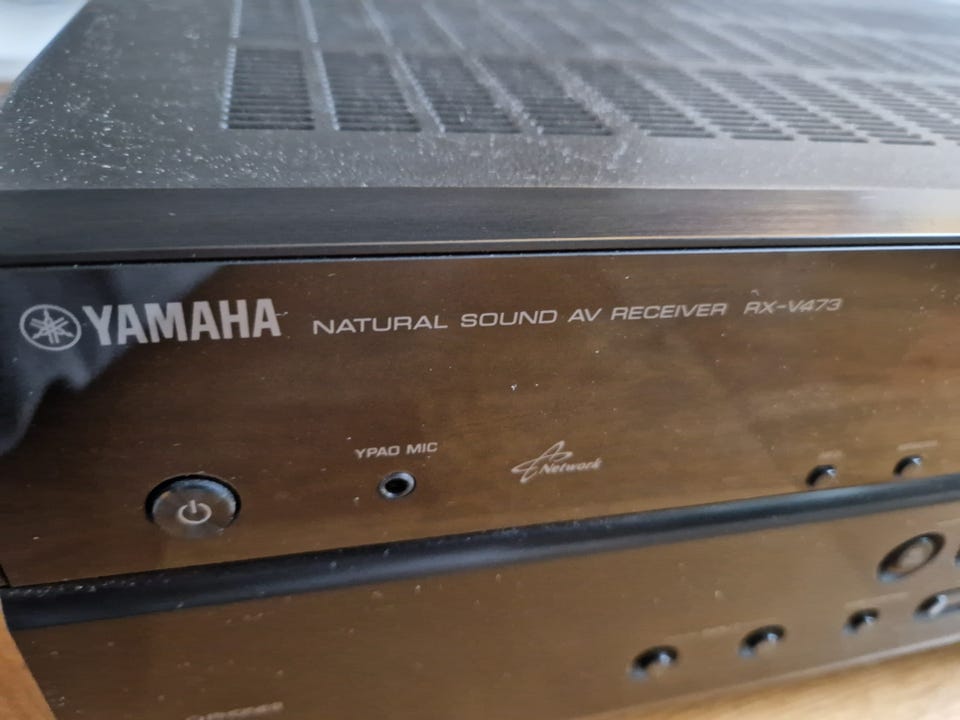 YAMAHA NATURAL SOUND AV RECEIVER RX-V473
YPAO MIC
Network